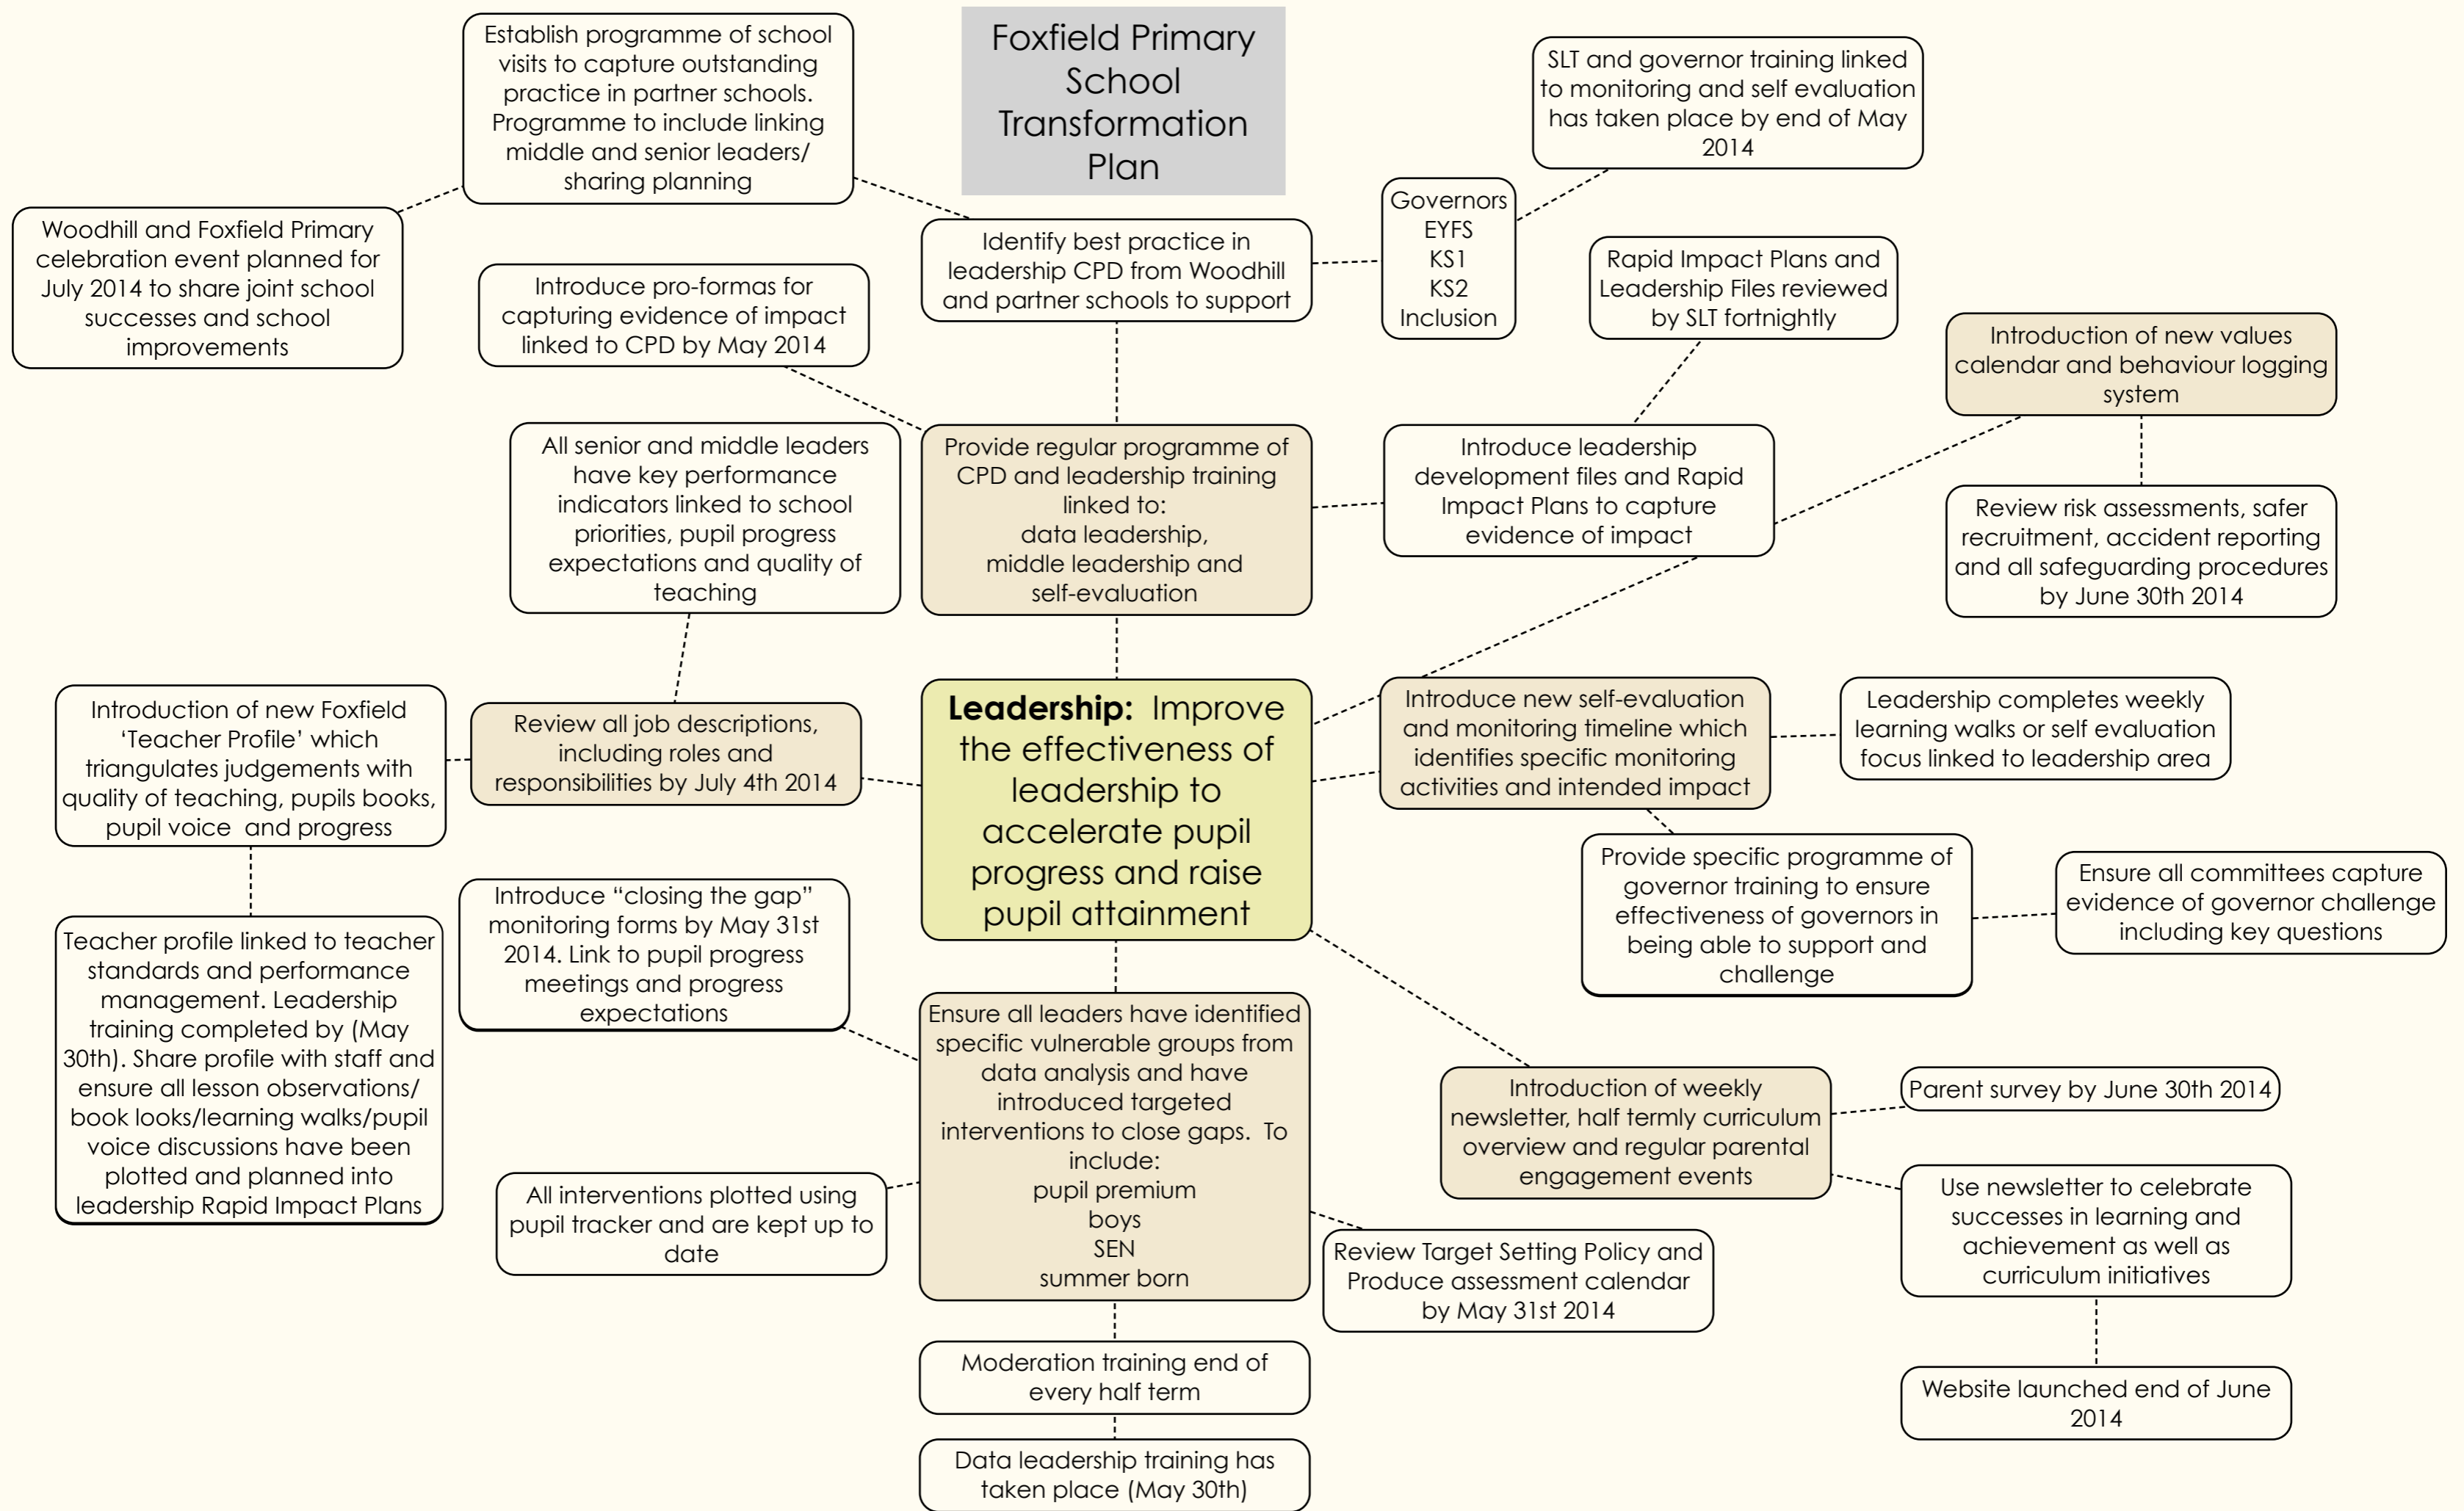 Foxfield Primary
School
Transformation
Plan
Establish programme of school
visits to capture outstanding
practice in partner schools.
Programme to include linking
middle and senior leaders/
sharing planning
SLT and governor training linked
to monitoring and self evaluation
has taken place by end of May
2014
Woodhill and Foxfield Primary
celebration event planned for
July 2014 to share joint school
successes and school
improvements
Identify best practice in
leadership CPD from Woodhill
and partner schools to support
Governors
EYFS
KS1
KS2
Inclusion
Introduce pro-formas for
capturing evidence of impact
linked to CPD by May 2014
Rapid Impact Plans and
Leadership Files reviewed
by SLT fortnightly
Introduction of new values
calendar and behaviour logging
system
All senior and middle leaders
have key performance
indicators linked to school
priorities, pupil progress
expectations and quality of
teaching
Provide regular programme of
CPD and leadership training
linked to:
data leadership,
middle leadership and
self-evaluation
Introduce leadership
development files and Rapid
Impact Plans to capture
evidence of impact
Review risk assessments, safer
recruitment, accident reporting
and all safeguarding procedures
by June 30th 2014
Introduction of new Foxfield
‘Teacher Profile’ which
triangulates judgements with
quality of teaching, pupils books,
pupil voice  and progress
Review all job descriptions,
including roles and
responsibilities by July 4th 2014
Leadership:  Improve
the effectiveness of
leadership to
accelerate pupil
progress and raise
pupil attainment
Introduce new self-evaluation
and monitoring timeline which
identifies specific monitoring
activities and intended impact
Leadership completes weekly
learning walks or self evaluation
focus linked to leadership area
Provide specific programme of
governor training to ensure
effectiveness of governors in
being able to support and
challenge
Ensure all committees capture
evidence of governor challenge
including key questions
Introduce “closing the gap”
monitoring forms by May 31st
2014. Link to pupil progress
meetings and progress
expectations
Teacher profile linked to teacher
standards and performance
management. Leadership
training completed by (May
30th). Share profile with staff and
ensure all lesson observations/
book looks/learning walks/pupil
voice discussions have been
plotted and planned into
leadership Rapid Impact Plans
Ensure all leaders have identified
specific vulnerable groups from
data analysis and have
introduced targeted
interventions to close gaps.  To
include:
pupil premium
boys
SEN
summer born
Introduction of weekly
newsletter, half termly curriculum
overview and regular parental
engagement events
Parent survey by June 30th 2014
All interventions plotted using
pupil tracker and are kept up to
date
Use newsletter to celebrate
successes in learning and
achievement as well as
curriculum initiatives
Review Target Setting Policy and
Produce assessment calendar
by May 31st 2014
Moderation training end of
every half term
Website launched end of June
2014
Data leadership training has
taken place (May 30th)